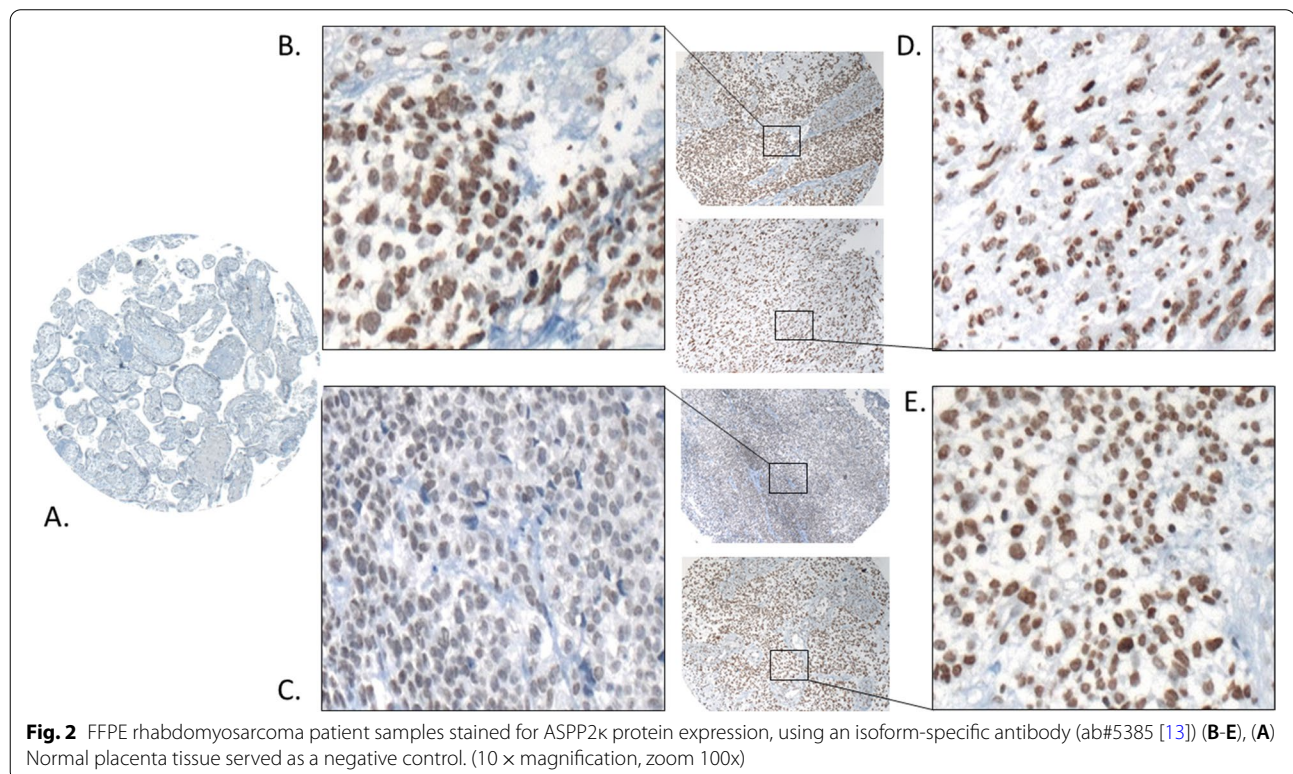 B.
D.
A.
C.
E.
Fig. 2 FFPE rhabdomyosarcoma patient samples stained for ASPP2κ protein expression, using an isoform-specific antibody (ab#5385 [13]) (B-E), (A)
Normal placenta tissue served as a negative control. (10 × magnification, zoom 100x)